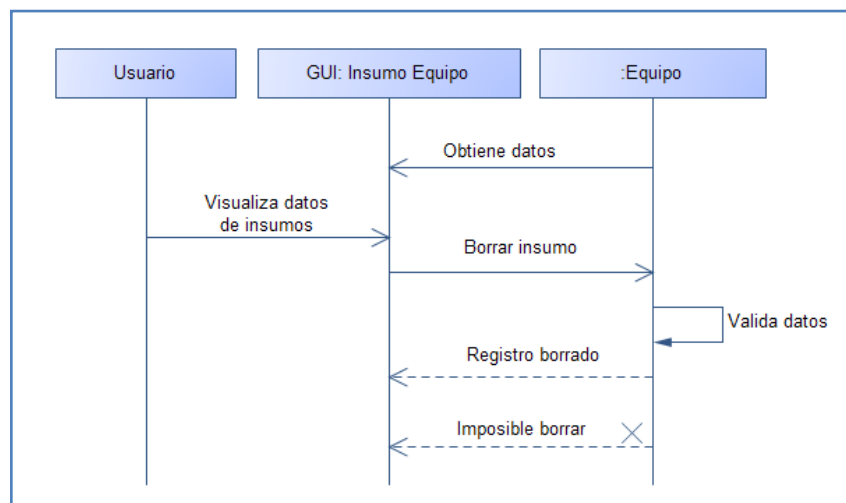 Usuario
GUI: Insumo Equipo
:Equipo
Obtiene datos
Visualiza datos
de insumos
Borrar insumo
Valida datos
Registro borrado
Imposible borrar